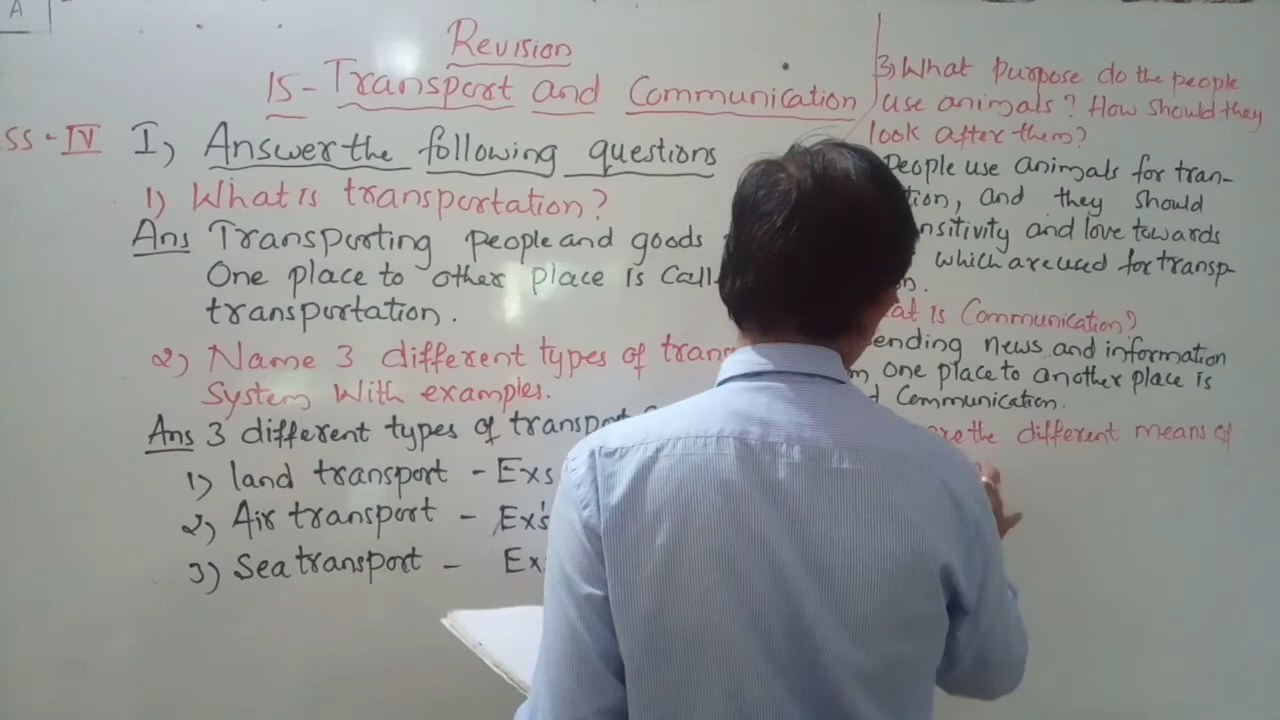 A
Revision
15 - Transport and Communication
SS - IV
I) Answer the following questions
1) What is transportation?
Ans Transporting people and goods
One place to other place is Call
transportation.
2) Name 3 different types of trans
System With examples.
Ans 3 different types of transpo
1) land transport - Exs
2) Air transport - Ex's
3) Sea transport - Ex
3) What purpose do the people
use animals? How should they
look after them?
People use animals for tran-
tion, and they should
nsitivity and love towards
which are used for transp-
n.
at is Communication?
ending news and information
m one place to another place is
d Communication.
are the different means of